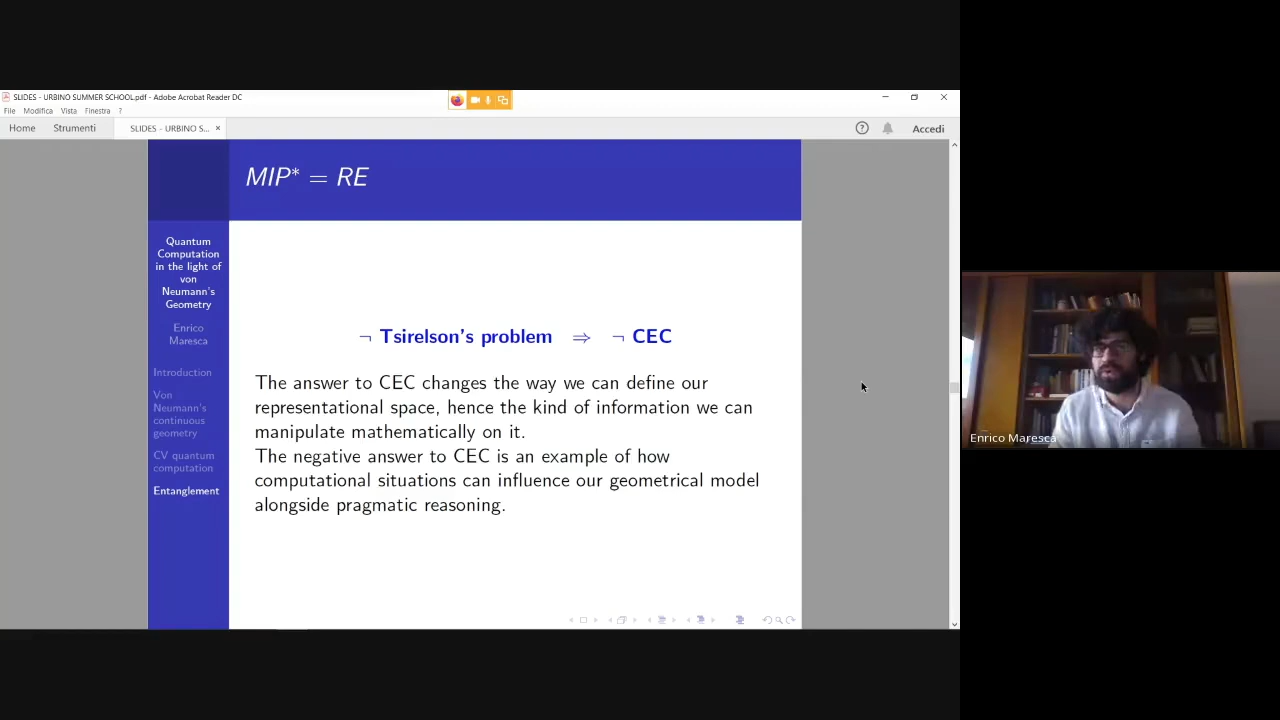 SLIDES - URBINO SUMMER SCHOOL.pdf - Adobe Acrobat Reader DC
File Modifica Vista Finestra ?
Home Strumenti SLIDES - URBINO S... × Accedi
MIP* = RE
Quantum
Computation
in the light of
von
Neumann's
Geometry
Enrico
Maresca
Introduction
Von
Neumann's
continuous
geometry
CV quantum
computation
Entanglement
¬ Tsirelson's problem ⇒ ¬ CEC
The answer to CEC changes the way we can define our
representational space, hence the kind of information we can
manipulate mathematically on it.
The negative answer to CEC is an example of how
computational situations can influence our geometrical model
alongside pragmatic reasoning.
Enrico Maresca